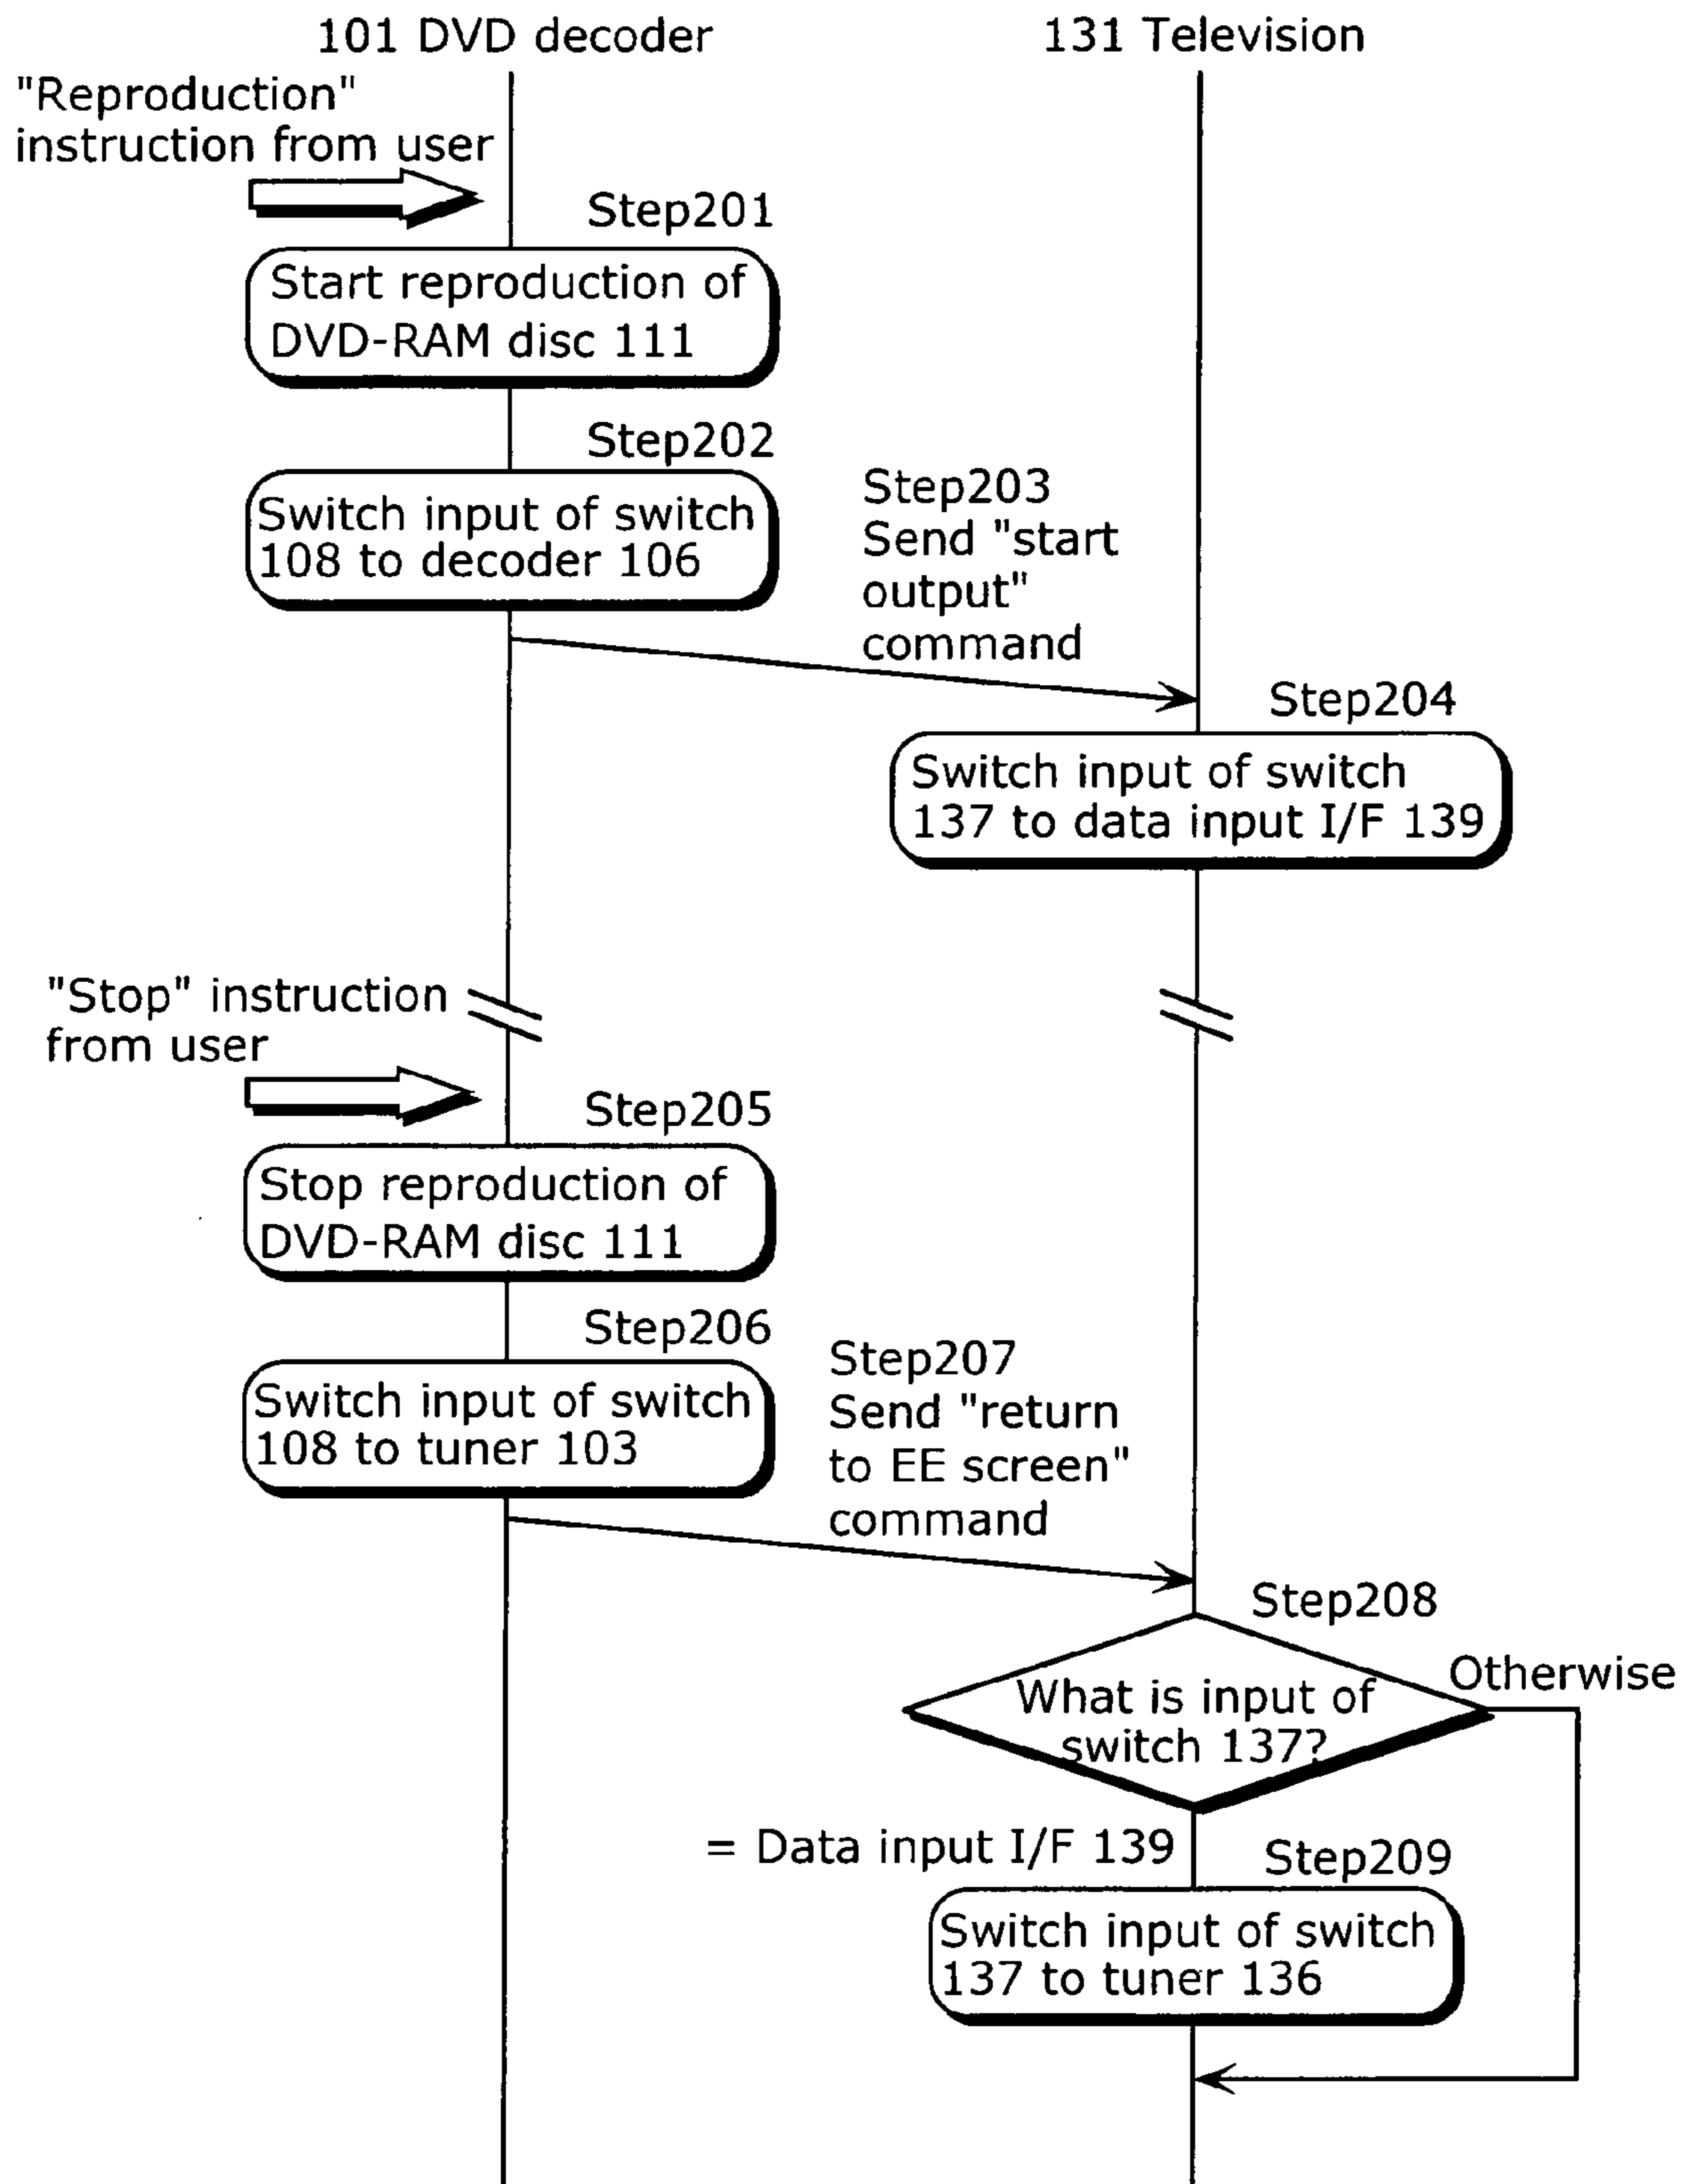 101 DVD decoder
131 Television
"Reproduction"
instruction from user
Step201
Start reproduction of
DVD-RAM disc 111
Step202
Switch input of switch
108 to decoder 106
Step203
Send "start
output"
command
Step204
Switch input of switch
137 to data input I/F 139
"Stop" instruction
from user
Step205
Stop reproduction of
DVD-RAM disc 111
Step206
Switch input of switch
108 to tuner 103
Step207
Send "return
to EE screen"
command
Step208
What is input of
switch 137?
Otherwise
= Data input I/F 139
Step209
Switch input of switch
137 to tuner 136